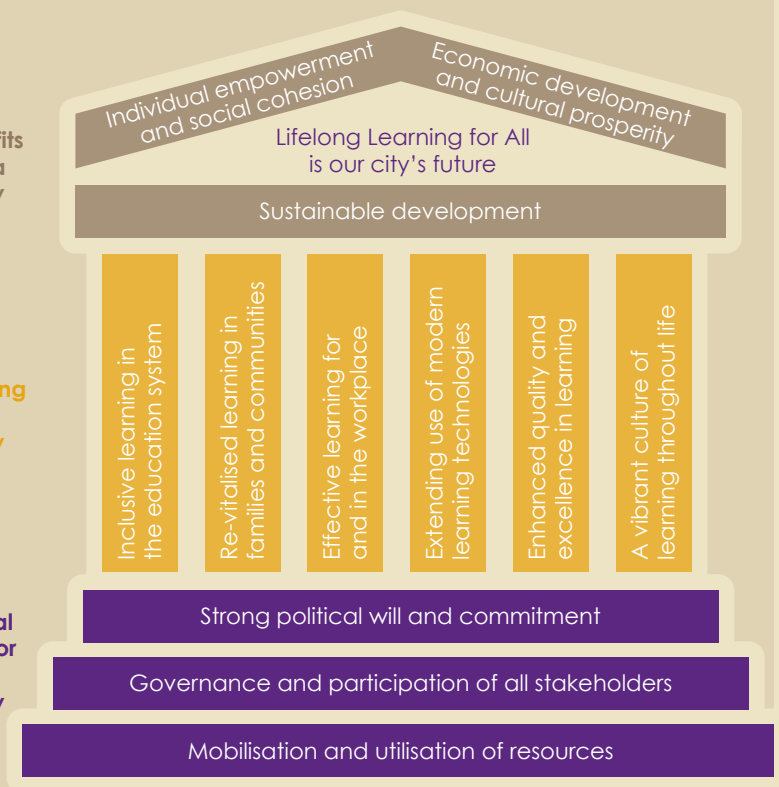 Individual empowerment
and social cohesion
Economic development
and cultural prosperity
Lifelong Learning for All
is our city's future
Sustainable development
Inclusive learning in
the education system
Re-vitalised learning in
families and communities
Effective learning for
and in the workplace
Extending use of modern
learning technologies
Enhanced quality and
excellence in learning
A vibrant culture of
learning throughout life
Strong political will and commitment
Governance and participation of all stakeholders
Mobilisation and utilisation of resources